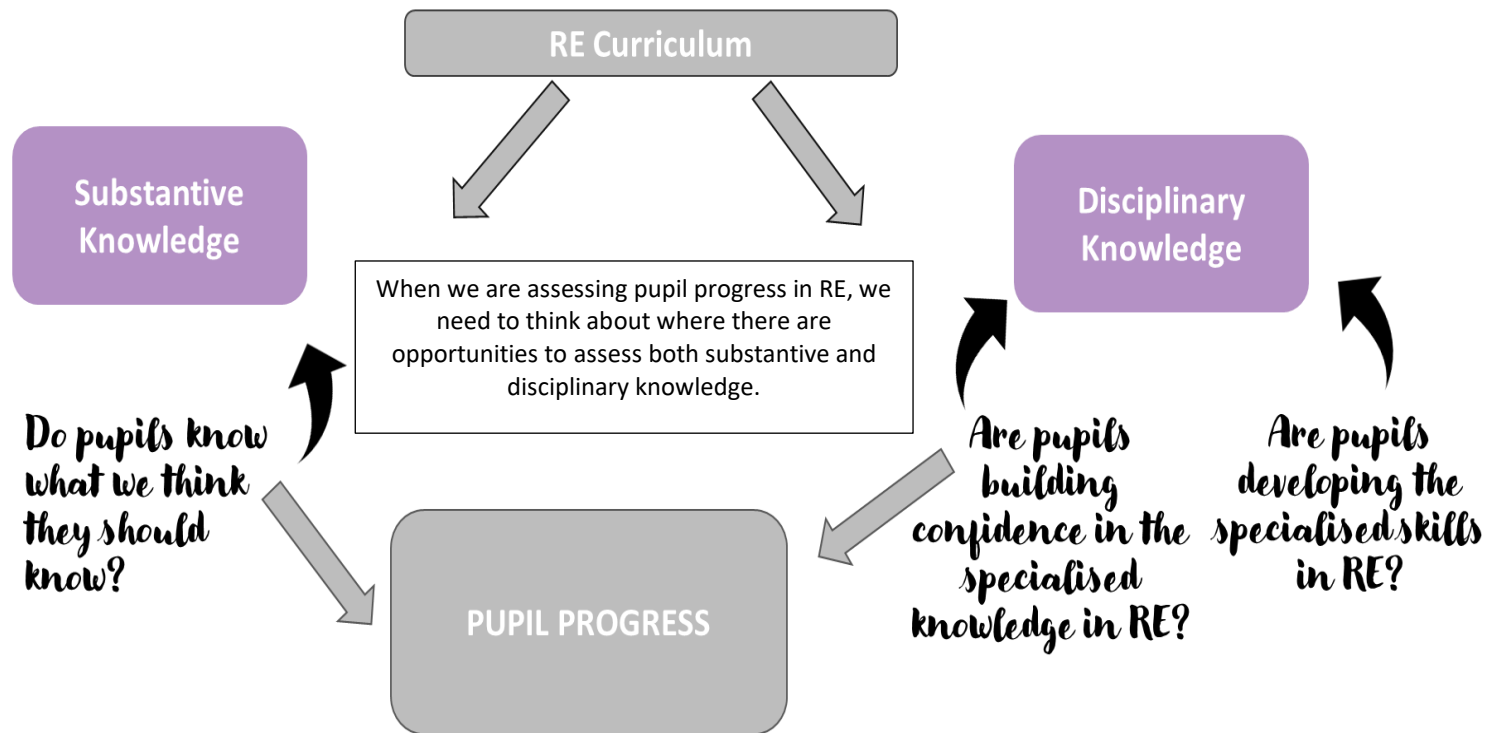 RE Curriculum
Substantive
Knowledge
Disciplinary
Knowledge
When we are assessing pupil progress in RE, we
need to think about where there are
opportunities to assess both substantive and
disciplinary knowledge.
Do pupils know
what we think
they should
know?
Are pupils
building
confidence in the
specialised
knowledge in RE?
Are pupils
developing the
specialised skills
in RE?
PUPIL PROGRESS